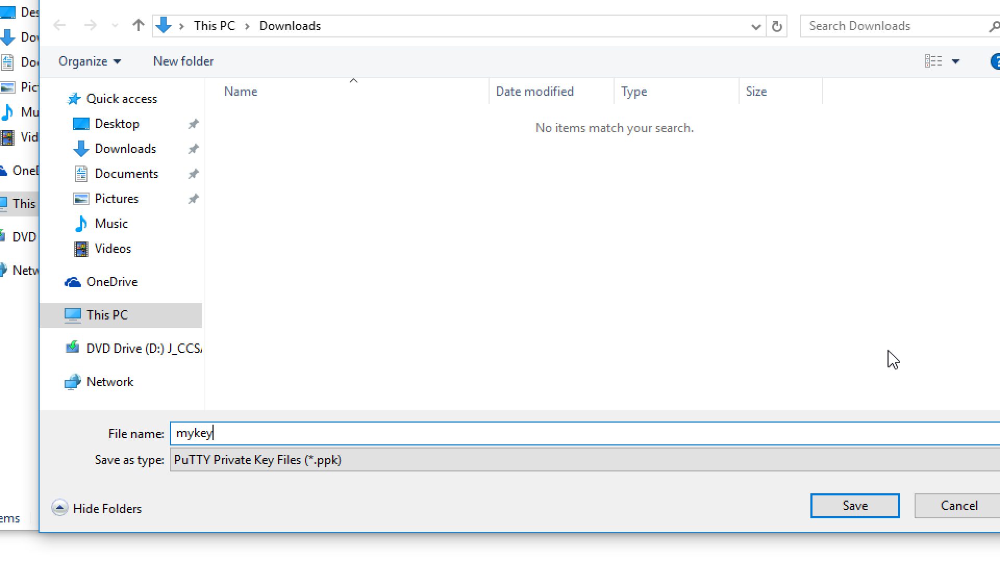 Des
Dov
Doc
Pict
Mu
Vid
OneD
This
DVD
Netw
ems
This PC > Downloads
Search Downloads
Organize
New folder
Name
Date modified
Type
Size
Quick access
Desktop
Downloads
Documents
Pictures
Music
Videos
OneDrive
This PC
DVD Drive (D:) J_CCSA
Network
No items match your search.
File name: mykey
Save as type: PuTTY Private Key Files (*.ppk)
Hide Folders
Save
Cancel